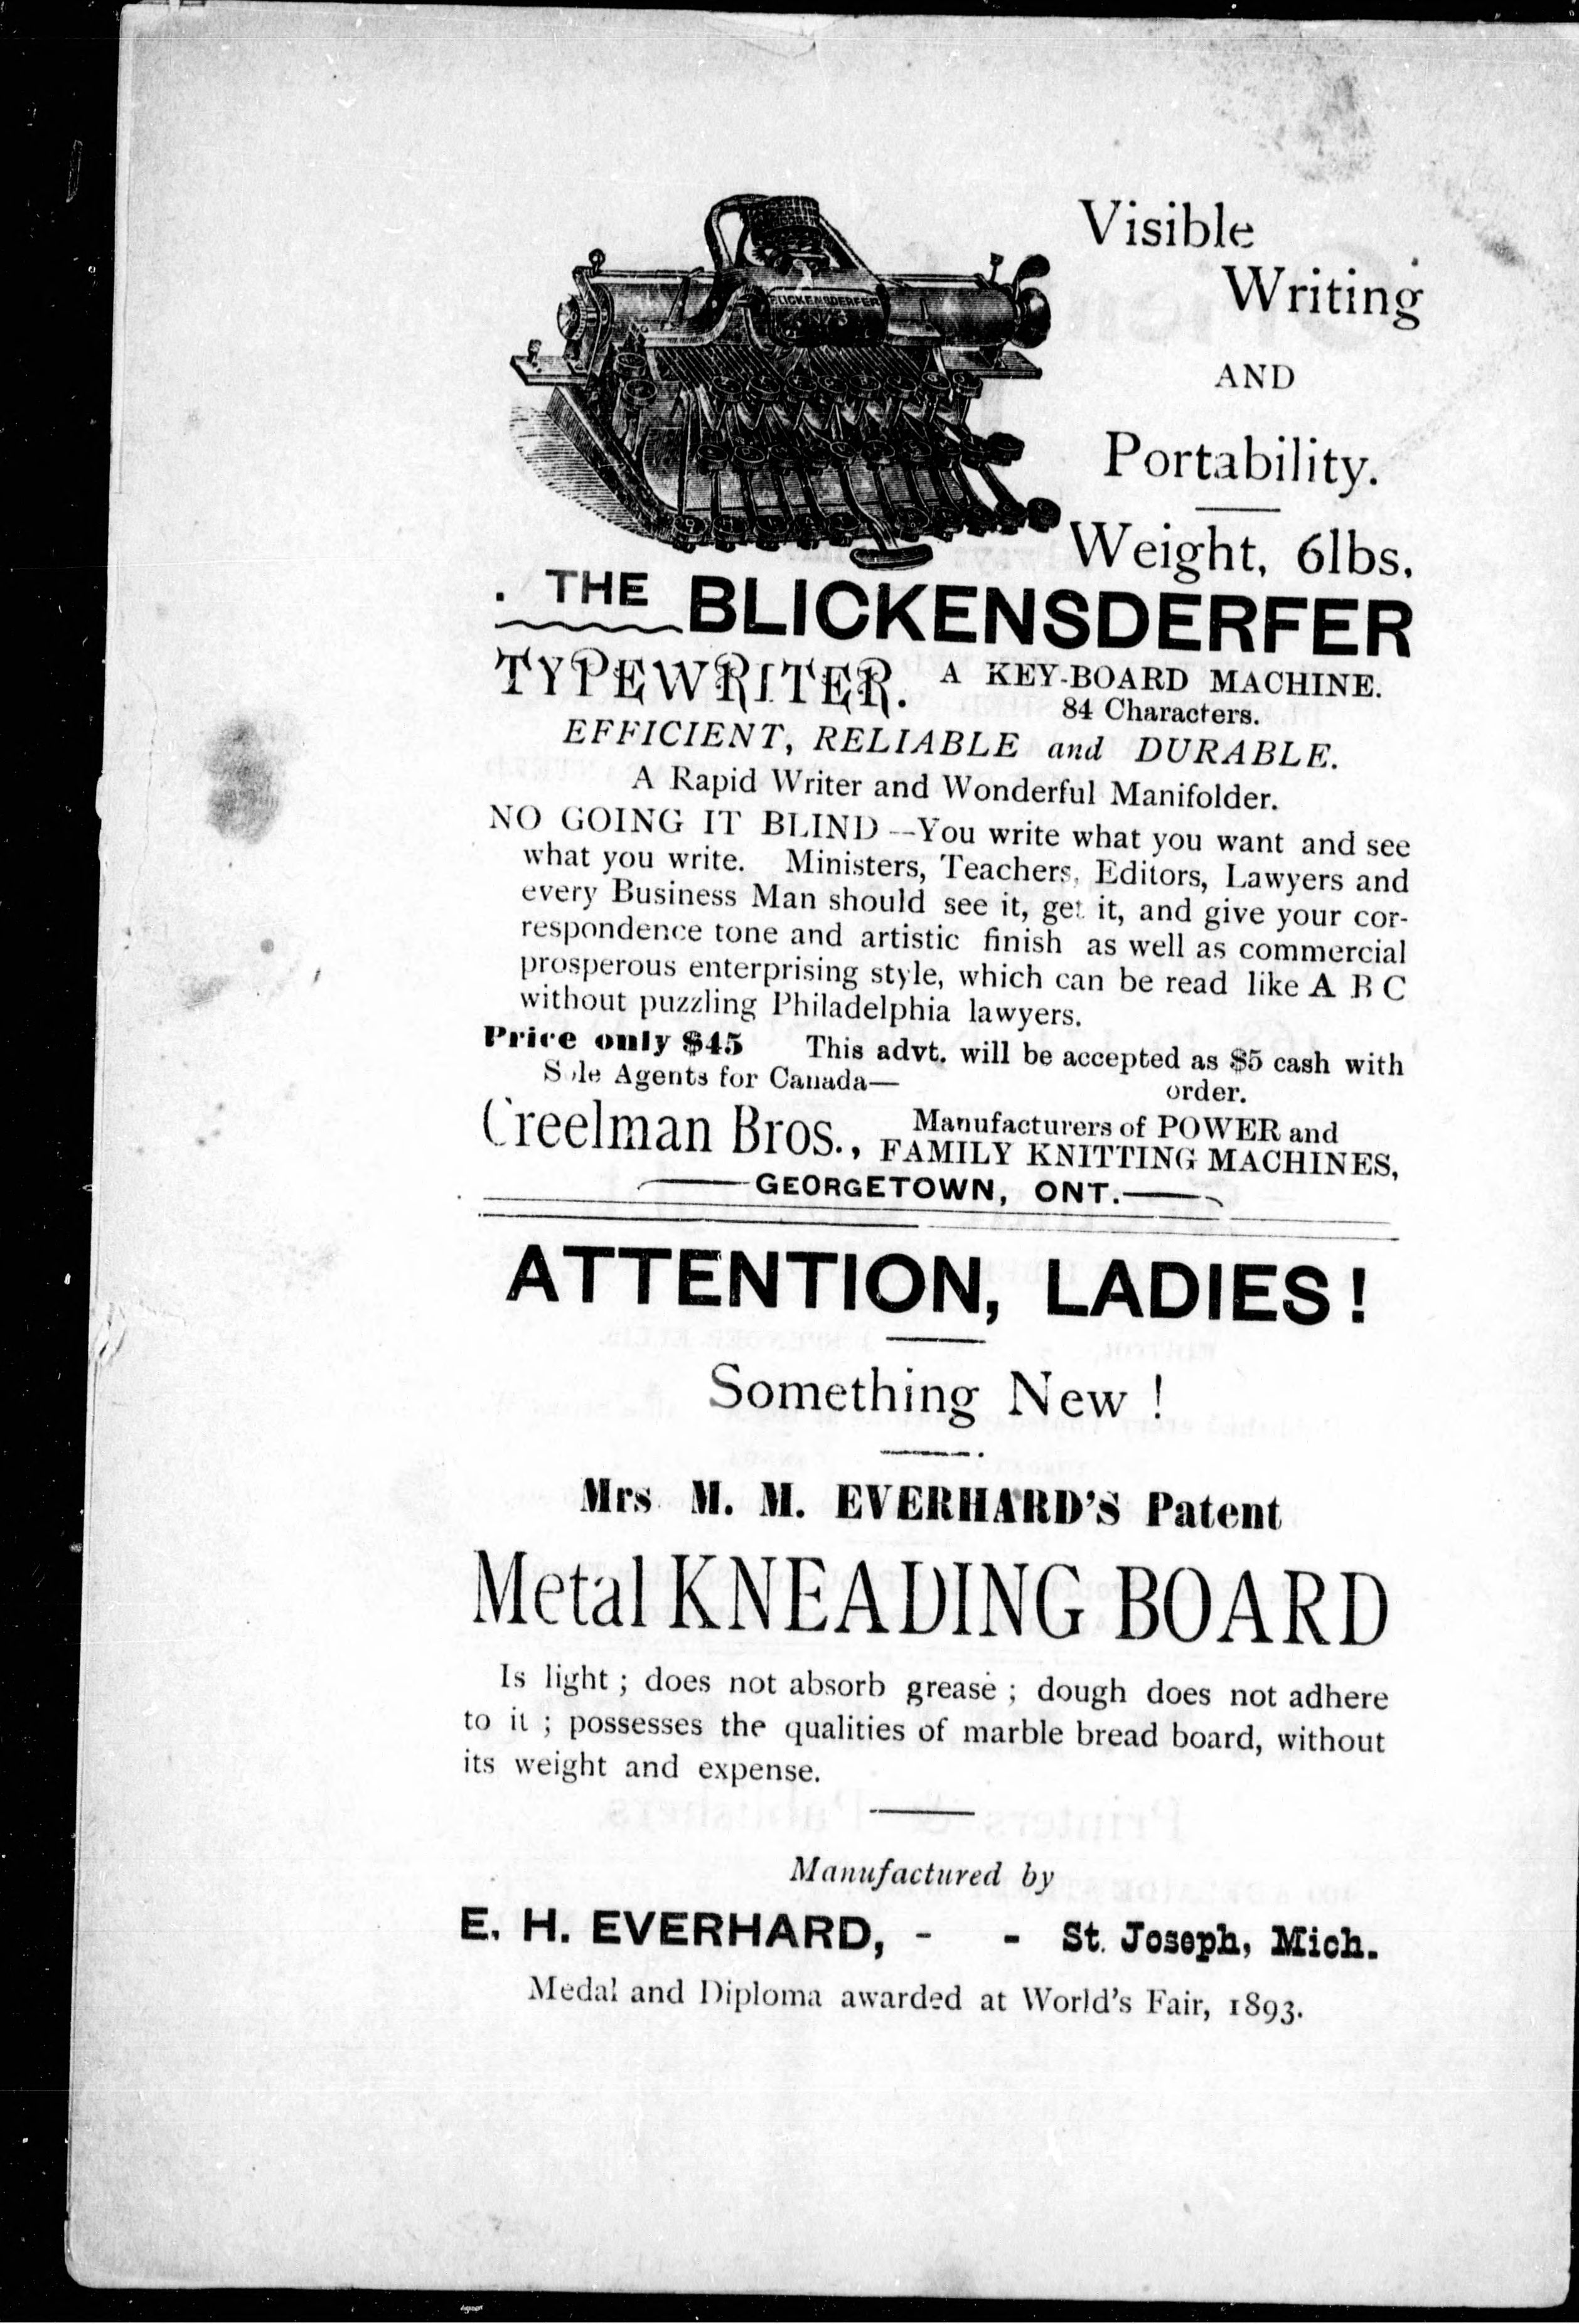 BLICKENSDERFER
Visible
Writing
AND
Portability.
Weight, 6lbs.
THE BLICKENSDERFER
TYPEWRITER. A KEY-BOARD MACHINE.
84 Characters.
EFFICIENT, RELIABLE and DURABLE.
A Rapid Writer and Wonderful Manifolder.
NO GOING IT BLIND--You write what you want and see
what you write. Ministers, Teachers, Editors, Lawyers and
every Business Man should see it, get it, and give your cor-
respondence tone and artistic finish as well as commercial
prosperous enterprising style, which can be read like A B C
without puzzling Philadelphia lawyers.
Price only $45 This advt. will be accepted as $5 cash with
order.
Sole Agents for Canada—
Creelman Bros., Manufacturers of POWER and
FAMILY KNITTING MACHINES,
GEORGETOWN, ONT.
ATTENTION, LADIES!
Something New !
Mrs. M. M. EVERHARD'S Patent
Metal KNEADING BOARD
Is light ; does not absorb grease ; dough does not adhere
to it ; possesses the qualities of marble bread board, without
its weight and expense.
Manufactured by
E. H. EVERHARD, - - St. Joseph, Mich.
Medal and Diploma awarded at World's Fair, 1893.